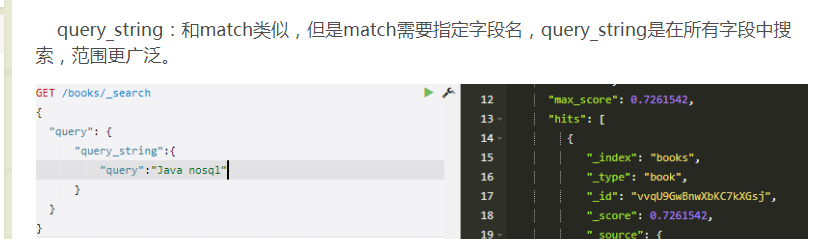 query_string：和match类似，但是match需要指定字段名，query_string是在所有字段中搜
索，范围更广泛。
GET /books/_search
{
"query": {
"query_string":{
"query":"Java nosql"
}
}
}
12 "max_score": 0.7261542,
13 "hits": [
14 {
15 "_index": "books",
16 "_type": "book",
17 "_id": "vvqU9GwBnwXbKC7kXGsj",
18 "_score": 0.7261542,
19 "_source": {